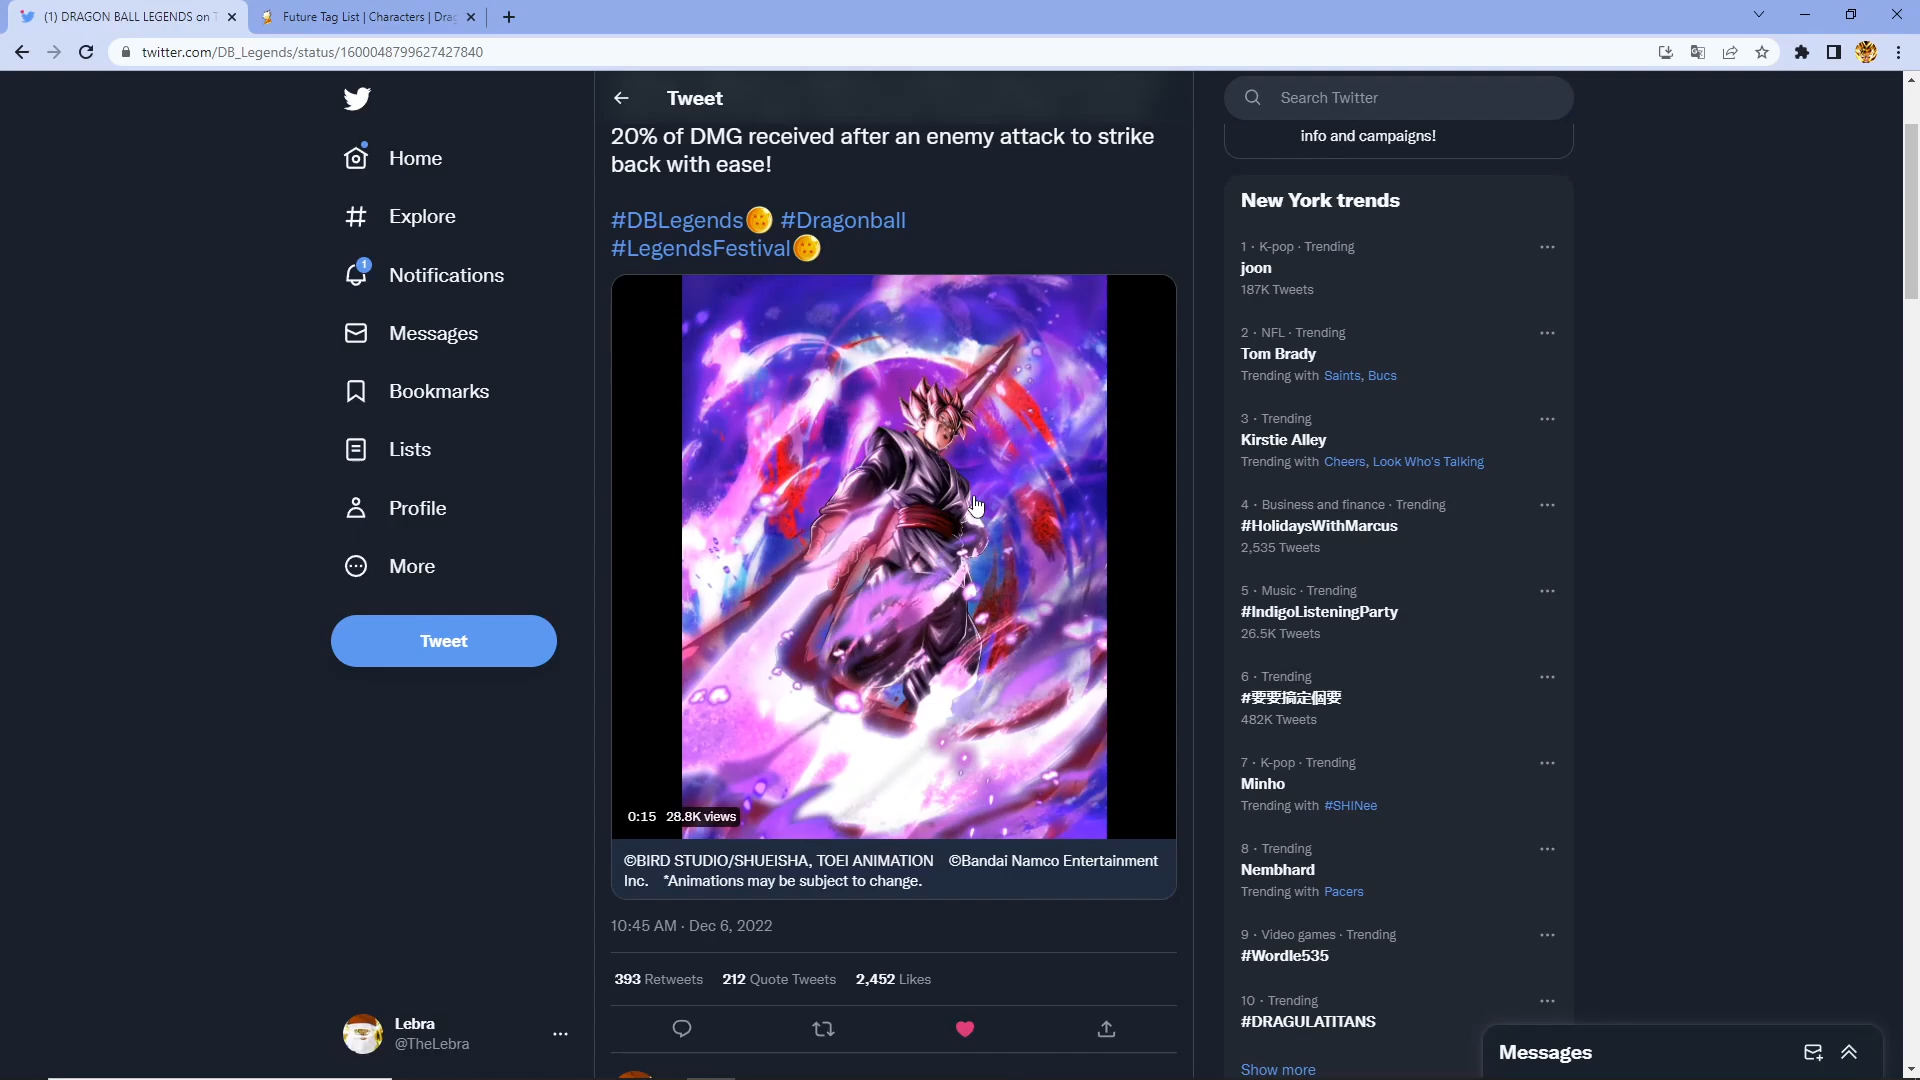 (1) DRAGON BALL LEGENDS on T
Future Tag List | Characters | Drag
twitter.com/DB_Legends/status/1600048799627427840
Home
Explore
1
Notifications
Messages
Bookmarks
Lists
Profile
More
Tweet
Lebra
@TheLebra
Tweet
20% of DMG received after an enemy attack to strike
back with ease!
#DBLegends #Dragonball
#LegendsFestival
0:15 28.8K views
©BIRD STUDIO/SHUEISHA, TOEI ANIMATION ©Bandai Namco Entertainment
Inc. *Animations may be subject to change.
10:45 AM · Dec 6, 2022
393 Retweets 212 Quote Tweets 2,452 Likes
Search Twitter
info and campaigns!
New York trends
1 · K-pop · Trending
joon
187K Tweets
2 · NFL · Trending
Tom Brady
Trending with Saints, Bucs
3 · Trending
Kirstie Alley
Trending with Cheers, Look Who's Talking
4 · Business and finance · Trending
#HolidaysWithMarcus
2,535 Tweets
5 · Music · Trending
#IndigoListeningParty
26.5K Tweets
6 · Trending
#要要搞定個要
482K Tweets
7 · K-pop · Trending
Minho
Trending with #SHINee
8 · Trending
Nembhard
Trending with Pacers
9 · Video games · Trending
#Wordle535
10 · Trending
#DRAGULATITANS
Show more
Messages